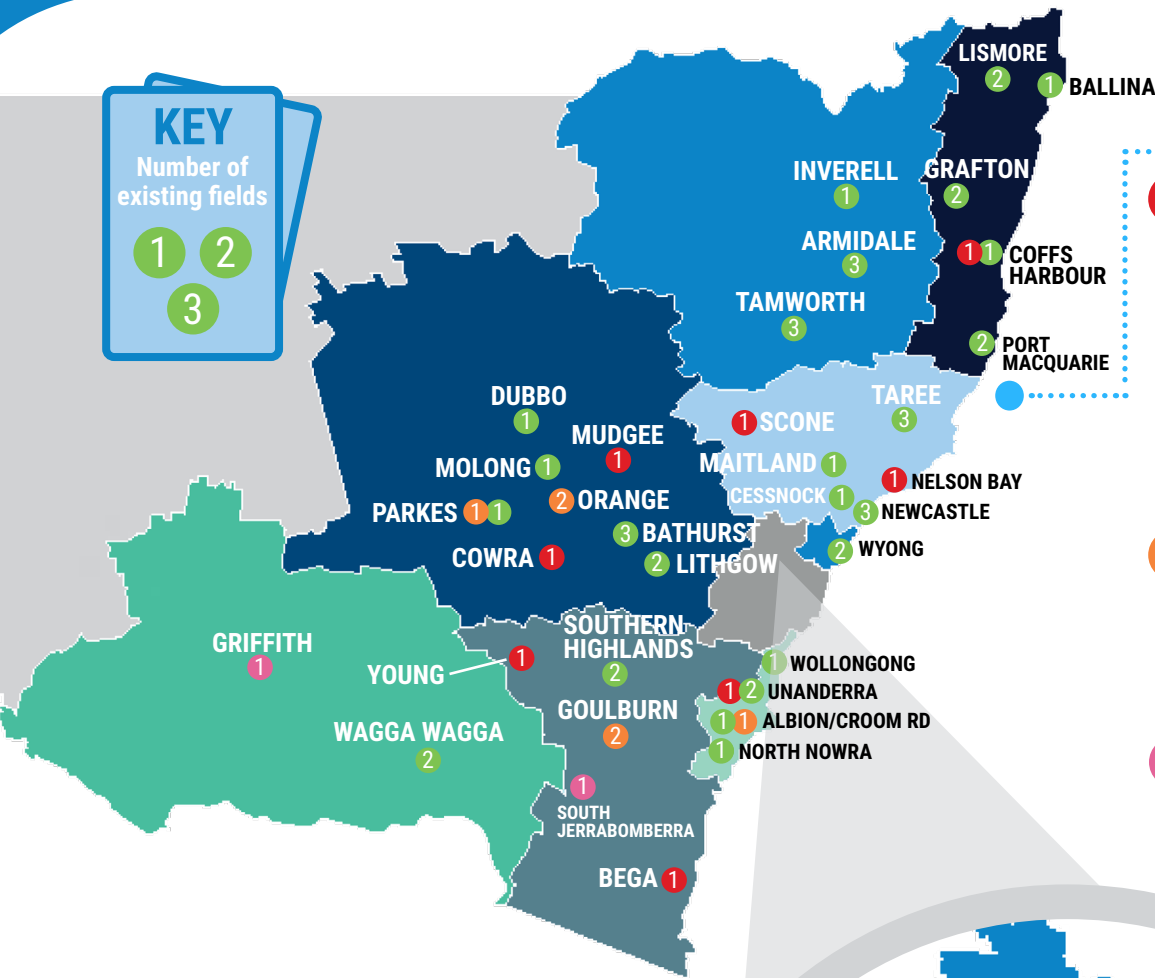 KEY
Number of
existing fields
1 2
3
LISMORE
2
1 BALLINA
INVERELL
1
GRAFTON
2
ARMIDALE
3
1 1 COFFS
HARBOUR
TAMWORTH
3
2 PORT
MACQUARIE
DUBBO
1
TAREE
3
1 SCONE
MUDGEE
1
MOLONG 1
MAITLAND 1
1 NELSON BAY
CESSNOCK 1
3 NEWCASTLE
PARKES 1 1
2 ORANGE
3 BATHURST
2 WYONG
COWRA 1
2 LITHGOW
SOUTHERN
HIGHLANDS
2
GRIFFITH
1
YOUNG 1
1 WOLLONGONG
1 2 UNANDERRA
GOULBURN
2
1 1 ALBION/CROOM RD
WAGGA WAGGA
2
1 NORTH NOWRA
1
SOUTH
JERRABOMBERRA
BEGA 1